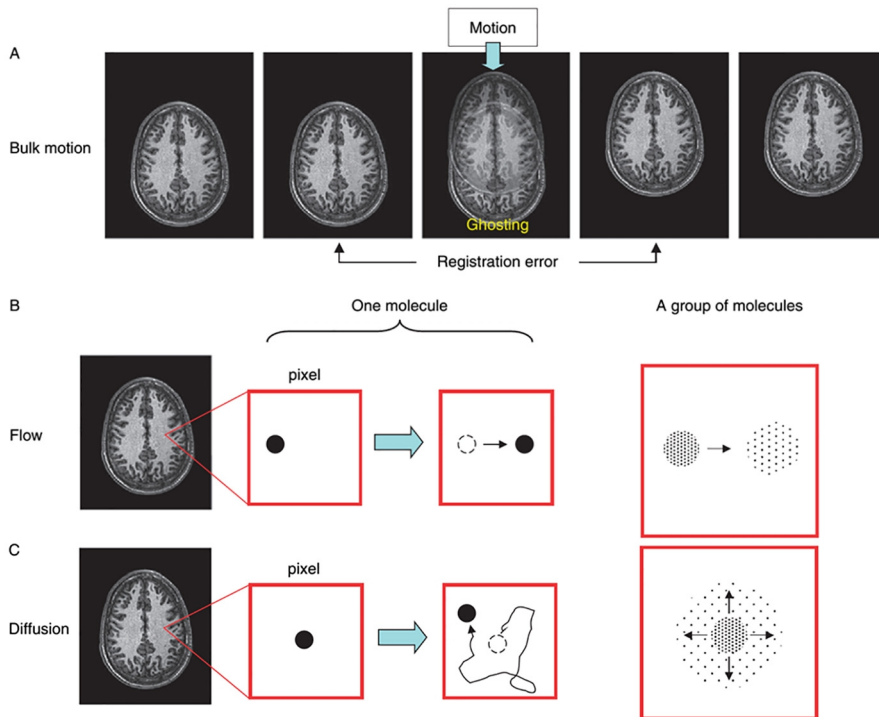 Motion
A
Bulk motion
Ghosting
Registration error
B
One molecule
A group of molecules
pixel
Flow
C
pixel
Diffusion